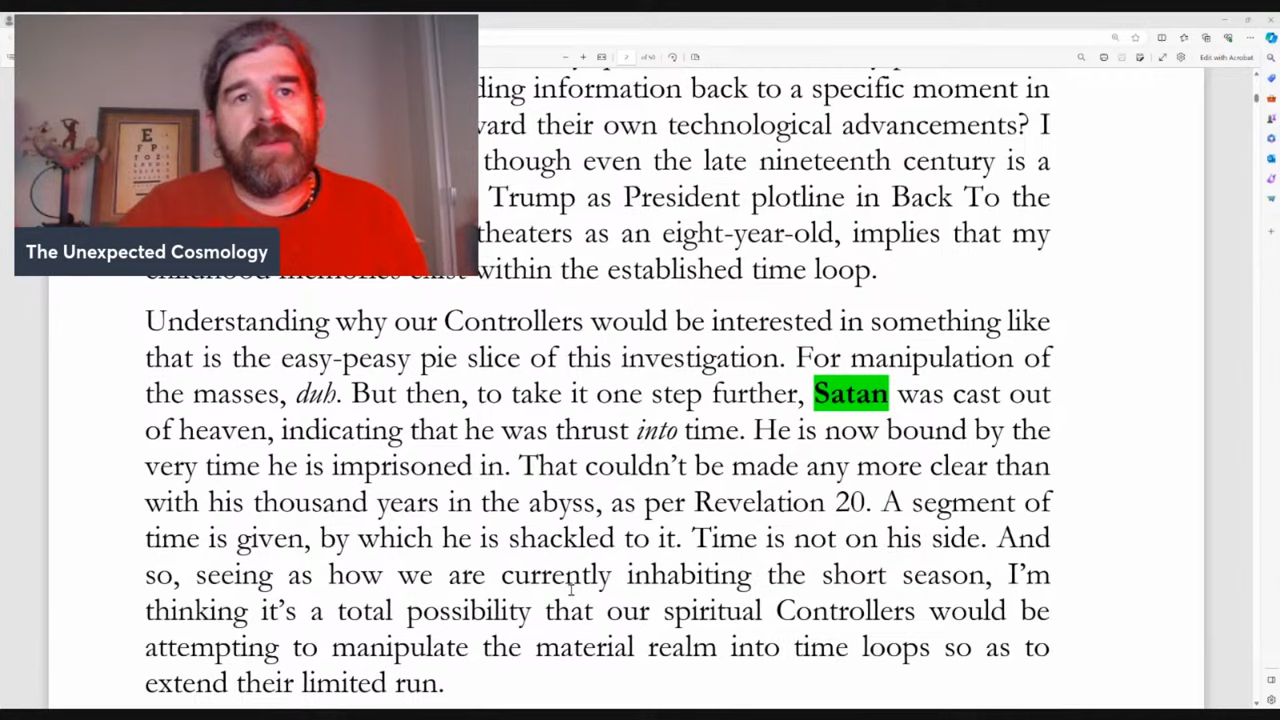 ding information back to a specific moment in
ward their own technological advancements? I
though even the late nineteenth century is a
Trump as President plotline in Back To the
theaters as an eight-year-old, implies that my
within the established time loop.
Understanding why our Controllers would be interested in something like
that is the easy-peasy pie slice of this investigation. For manipulation of
the masses, duh. But then, to take it one step further, Satan was cast out
of heaven, indicating that he was thrust into time. He is now bound by the
very time he is imprisoned in. That couldn’t be made any more clear than
with his thousand years in the abyss, as per Revelation 20. A segment of
time is given, by which he is shackled to it. Time is not on his side. And
so, seeing as how we are currently inhabiting the short season, I’m
thinking it’s a total possibility that our spiritual Controllers would be
attempting to manipulate the material realm into time loops so as to
extend their limited run.
The Unexpected Cosmology
E
F P
Edit with Acrobat